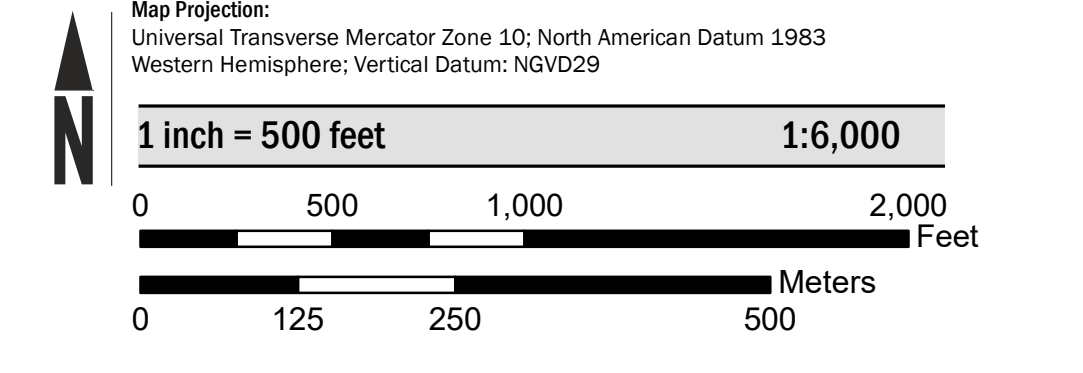 Map Projection:
Universal Transverse Mercator Zone 10; North American Datum 1983
Western Hemisphere; Vertical Datum: NGVD29
N
1 inch = 500 feet 1:6,000
0 500 1,000 2,000
Feet
Meters
0 125 250 500